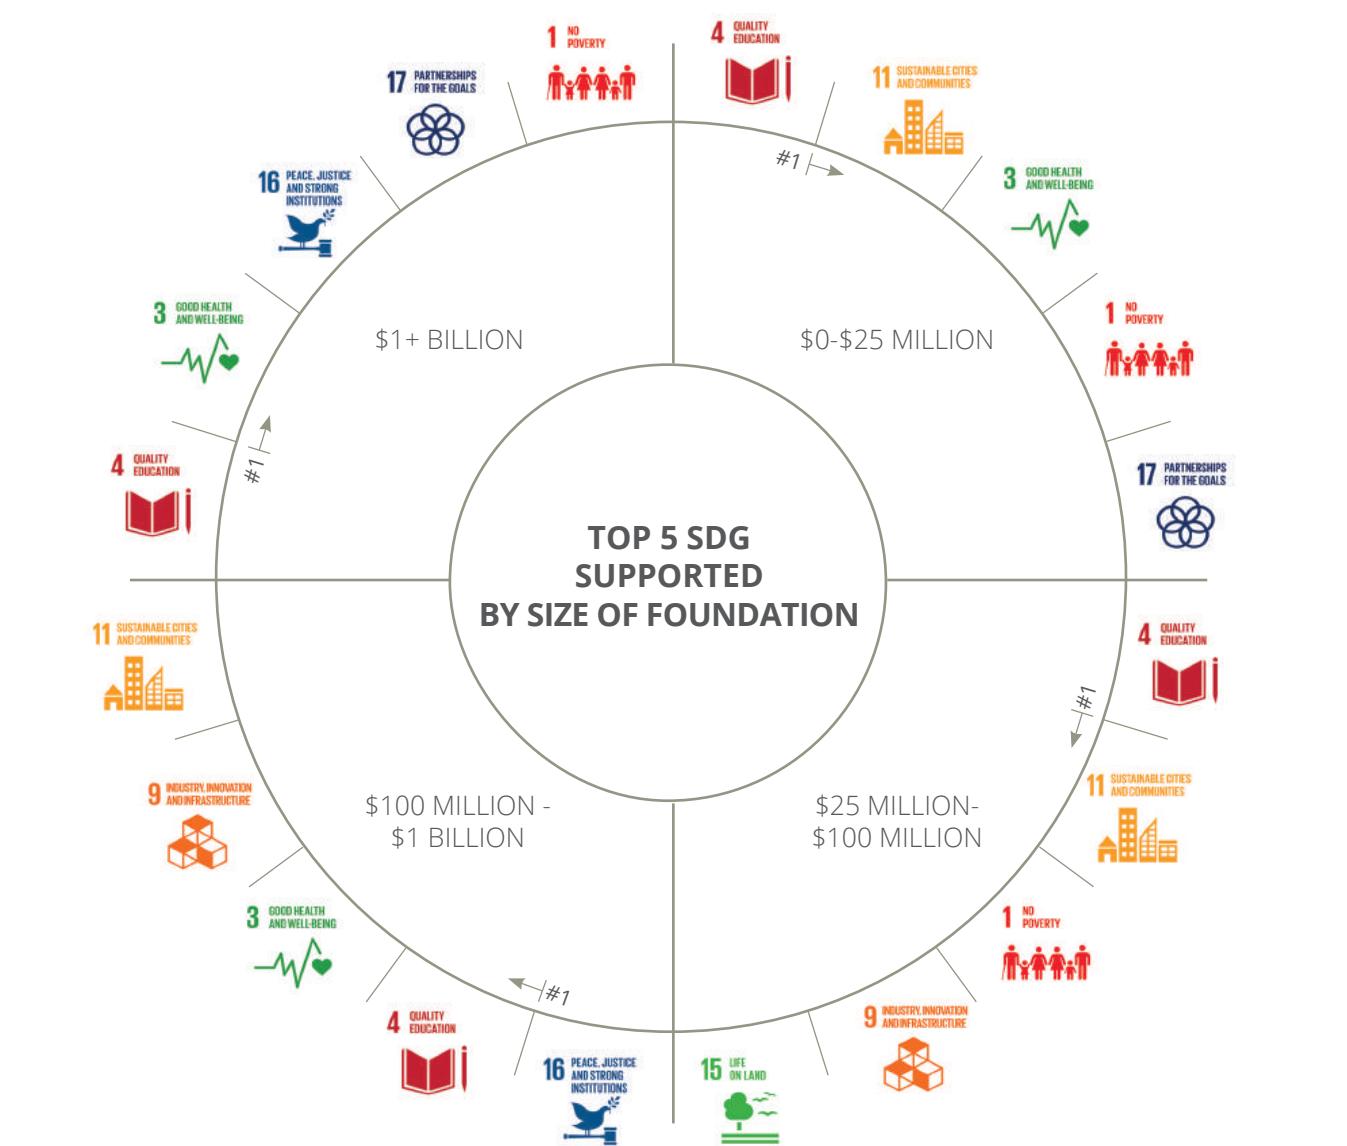 TOP 5 SDG
SUPPORTED
BY SIZE OF FOUNDATION
$0-$25 MILLION
#1
4 QUALITY
EDUCATION
11 SUSTAINABLE CITIES
AND COMMUNITIES
3 GOOD HEALTH
AND WELL-BEING
1 NO
POVERTY
17 PARTNERSHIPS
FOR THE GOALS
$25 MILLION-
$100 MILLION
#1
4 QUALITY
EDUCATION
11 SUSTAINABLE CITIES
AND COMMUNITIES
1 NO
POVERTY
9 INDUSTRY, INNOVATION
AND INFRASTRUCTURE
15 LIFE
ON LAND
$100 MILLION -
$1 BILLION
#1
16 PEACE, JUSTICE
AND STRONG
INSTITUTIONS
4 QUALITY
EDUCATION
3 GOOD HEALTH
AND WELL-BEING
9 INDUSTRY, INNOVATION
AND INFRASTRUCTURE
11 SUSTAINABLE CITIES
AND COMMUNITIES
$1+ BILLION
#1
4 QUALITY
EDUCATION
3 GOOD HEALTH
AND WELL-BEING
16 PEACE, JUSTICE
AND STRONG
INSTITUTIONS
17 PARTNERSHIPS
FOR THE GOALS
1 NO
POVERTY